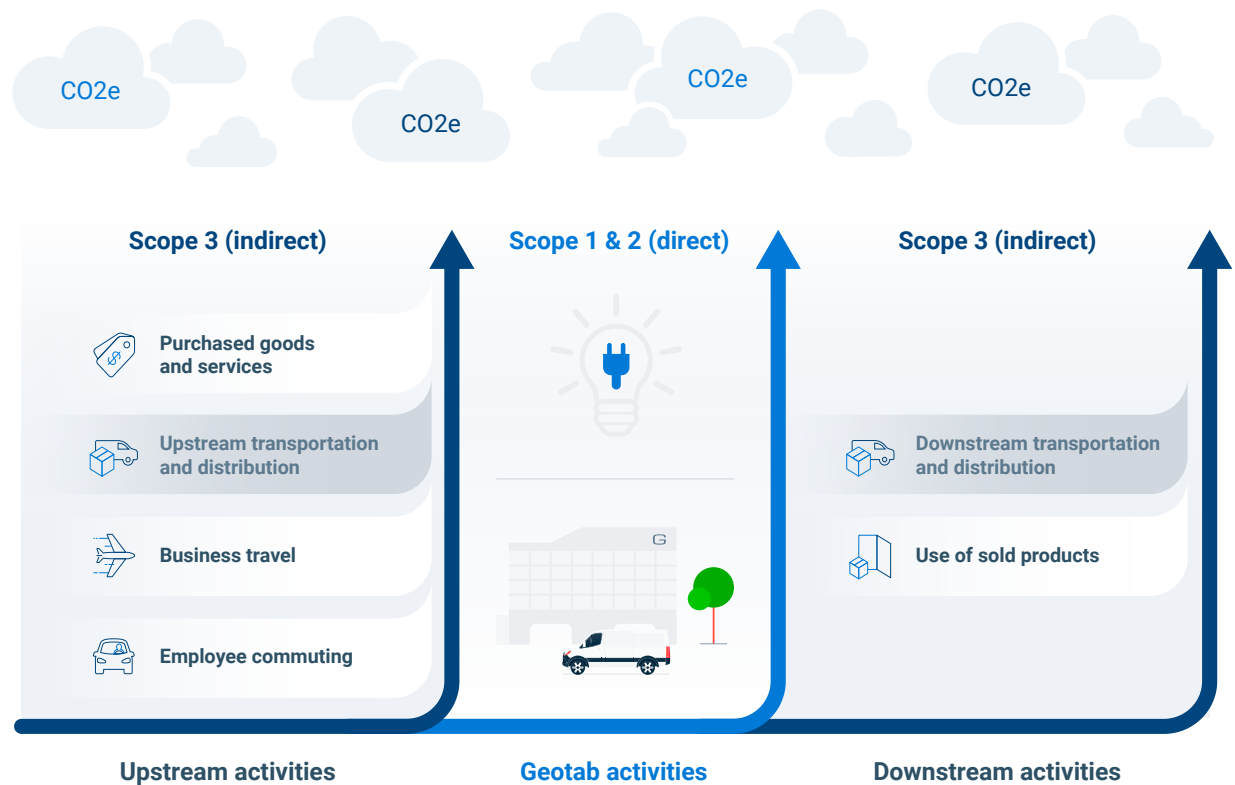 CO2e
CO2e
CO2e
CO2e
Scope 3 (indirect)
Purchased goods
and services
Upstream transportation
and distribution
Business travel
Employee commuting
Upstream activities
Scope 1 & 2 (direct)
G
Geotab activities
Scope 3 (indirect)
Downstream transportation
and distribution
Use of sold products
Downstream activities